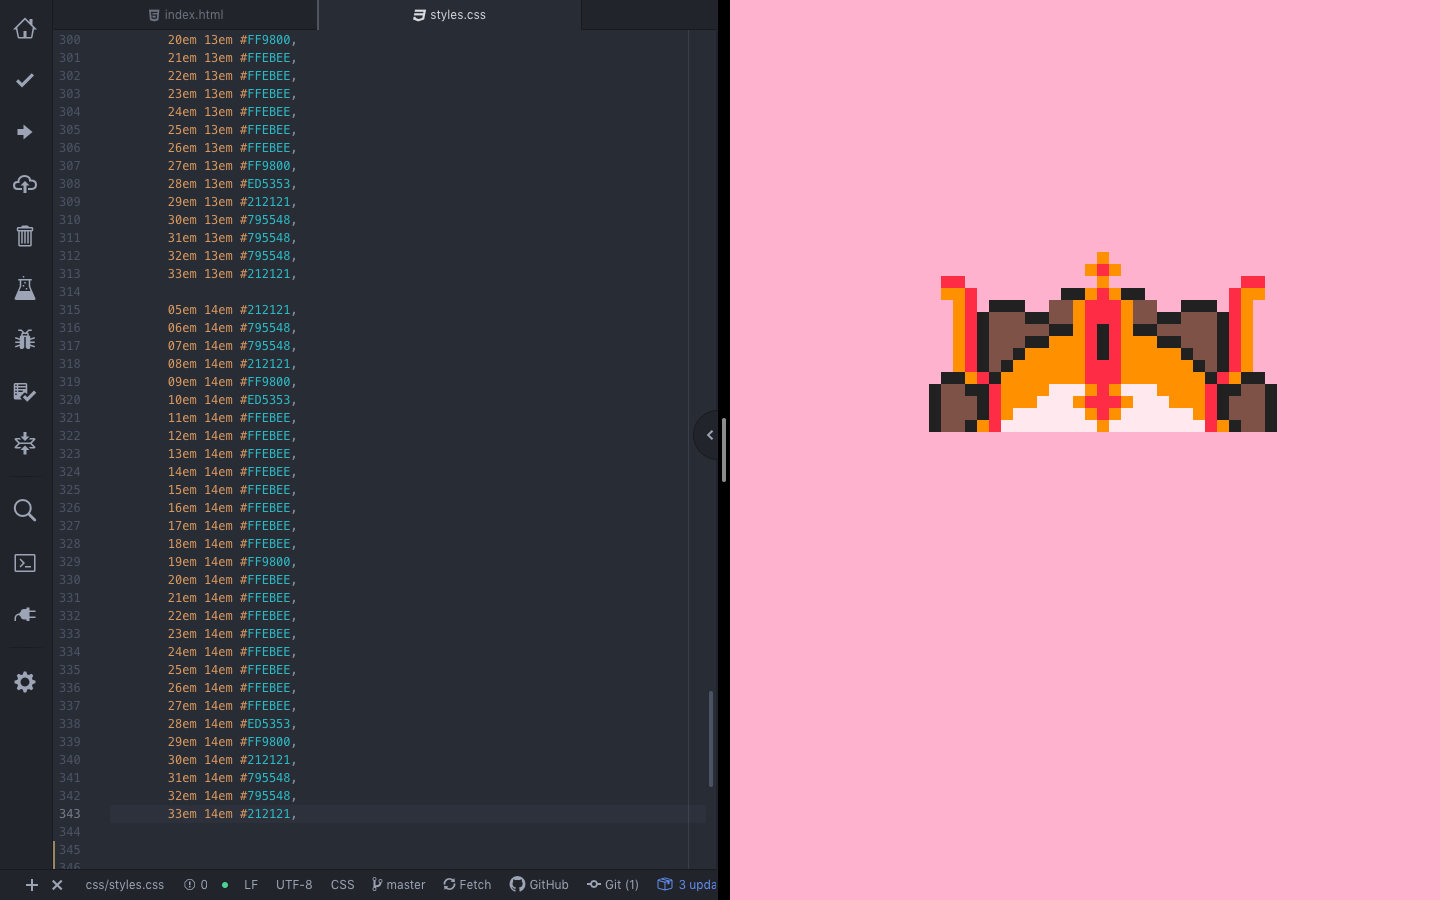 index.html
styles.css
300 20em 13em #FF9800,
301 21em 13em #FFEBEE,
302 22em 13em #FFEBEE,
303 23em 13em #FFEBEE,
304 24em 13em #FFEBEE,
305 25em 13em #FFEBEE,
306 26em 13em #FFEBEE,
307 27em 13em #FF9800,
308 28em 13em #ED5353,
309 29em 13em #212121,
310 30em 13em #795548,
311 31em 13em #795548,
312 32em 13em #795548,
313 33em 13em #212121,
314
315 05em 14em #212121,
316 06em 14em #795548,
317 07em 14em #795548,
318 08em 14em #212121,
319 09em 14em #FF9800,
320 10em 14em #ED5353,
321 11em 14em #FFEBEE,
322 12em 14em #FFEBEE,
323 13em 14em #FFEBEE,
324 14em 14em #FFEBEE,
325 15em 14em #FFEBEE,
326 16em 14em #FFEBEE,
327 17em 14em #FFEBEE,
328 18em 14em #FFEBEE,
329 19em 14em #FF9800,
330 20em 14em #FFEBEE,
331 21em 14em #FFEBEE,
332 22em 14em #FFEBEE,
333 23em 14em #FFEBEE,
334 24em 14em #FFEBEE,
335 25em 14em #FFEBEE,
336 26em 14em #FFEBEE,
337 27em 14em #FFEBEE,
338 28em 14em #ED5353,
339 29em 14em #FF9800,
340 30em 14em #212121,
341 31em 14em #795548,
342 32em 14em #795548,
343 33em 14em #212121,
344
345
346
css/styles.css 0 LF UTF-8 CSS master Fetch GitHub Git (1) 3 upda